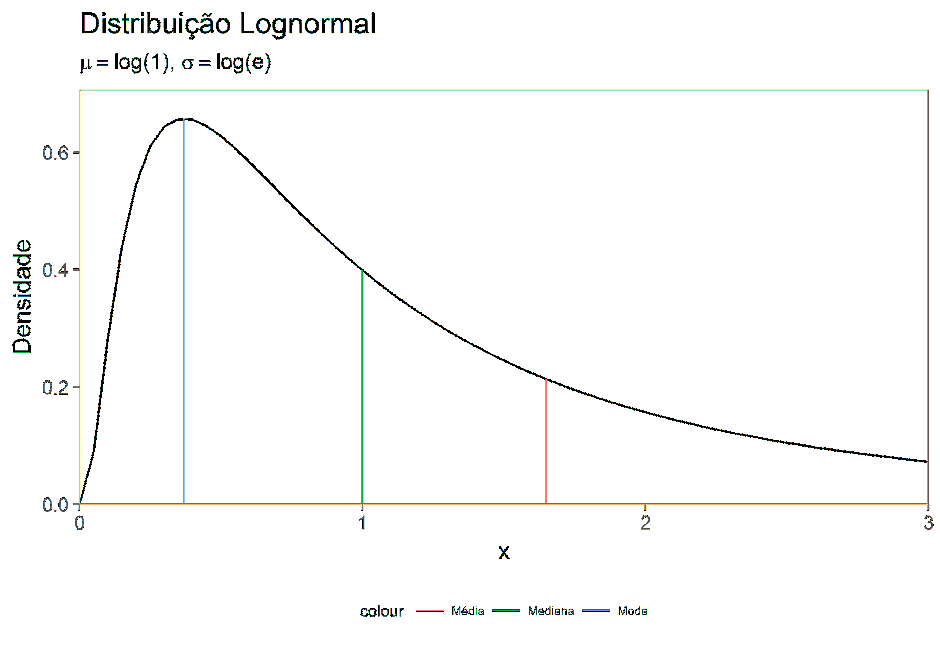 Distribuição Lognormal
μ = log(1), σ = log(e)
Densidade
0.6
0.4
0.2
0.0
0 1 2 3
x
colour Média Mediana Moda